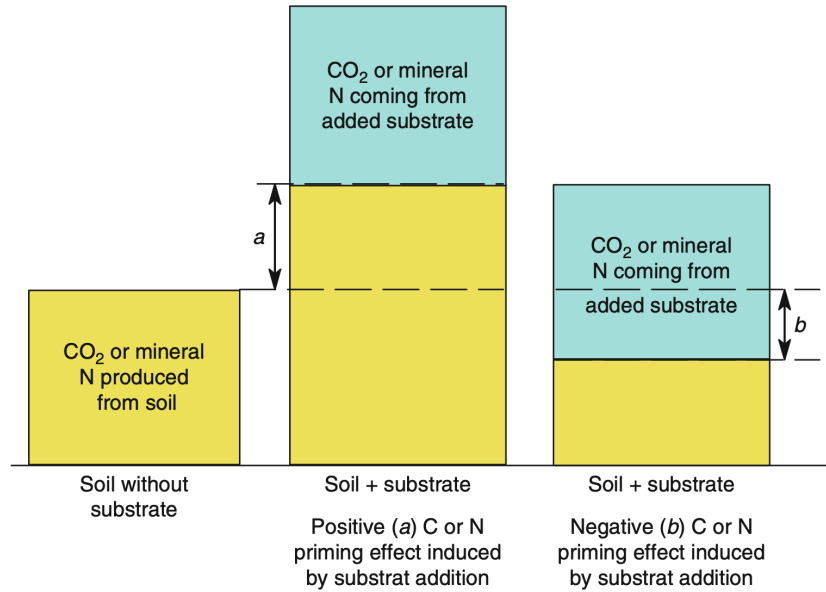 CO₂ or mineral
N coming from
added substrate
a
CO₂ or mineral
N coming from
added substrate
b
CO₂ or mineral
N produced
from soil
Soil without
substrate
Soil + substrate
Positive (a) C or N
priming effect induced
by substrat addition
Soil + substrate
Negative (b) C or N
priming effect induced
by substrat addition